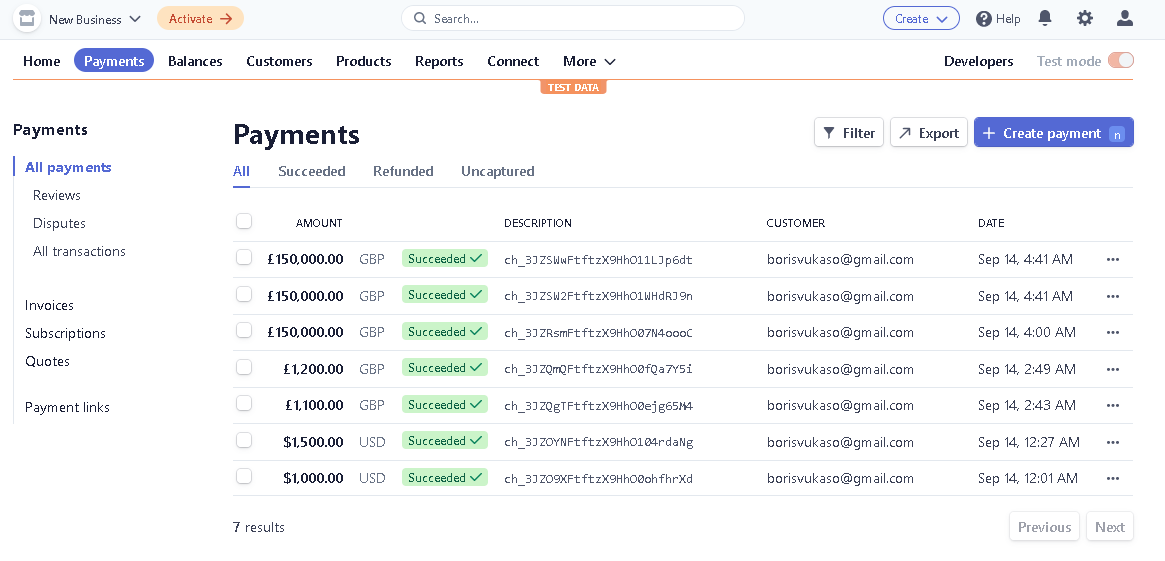 New Business Activate → Search... Create Help
Home Payments Balances Customers Products Reports Connect More Developers Test mode
TEST DATA
Payments
All payments
Reviews
Disputes
All transactions
Invoices
Subscriptions
Quotes
Payment links
Payments
Filter Export + Create payment n
All Succeeded Refunded Uncaptured
AMOUNT DESCRIPTION CUSTOMER DATE
£150,000.00 GBP Succeeded ✓ ch_3JZSWwFtftzX9HhO11LJp6dt borisvukaso@gmail.com Sep 14, 4:41 AM ...
£150,000.00 GBP Succeeded ✓ ch_3JZSW2FtftzX9HhO1WHdRJ9n borisvukaso@gmail.com Sep 14, 4:41 AM ...
£150,000.00 GBP Succeeded ✓ ch_3JZRsmFtftzX9HhO07N4oooC borisvukaso@gmail.com Sep 14, 4:00 AM ...
£1,200.00 GBP Succeeded ✓ ch_3JZQmQFtftzX9HhO0fQa7Y5i borisvukaso@gmail.com Sep 14, 2:49 AM ...
£1,100.00 GBP Succeeded ✓ ch_3JZQgTFtftzX9HhO0ejg65M4 borisvukaso@gmail.com Sep 14, 2:43 AM ...
$1,500.00 USD Succeeded ✓ ch_3JZOYNFtftzX9HhO104rdaNg borisvukaso@gmail.com Sep 14, 12:27 AM ...
$1,000.00 USD Succeeded ✓ ch_3JZO9XFtftzX9HhO0ohfhrXd borisvukaso@gmail.com Sep 14, 12:01 AM ...
7 results Previous Next